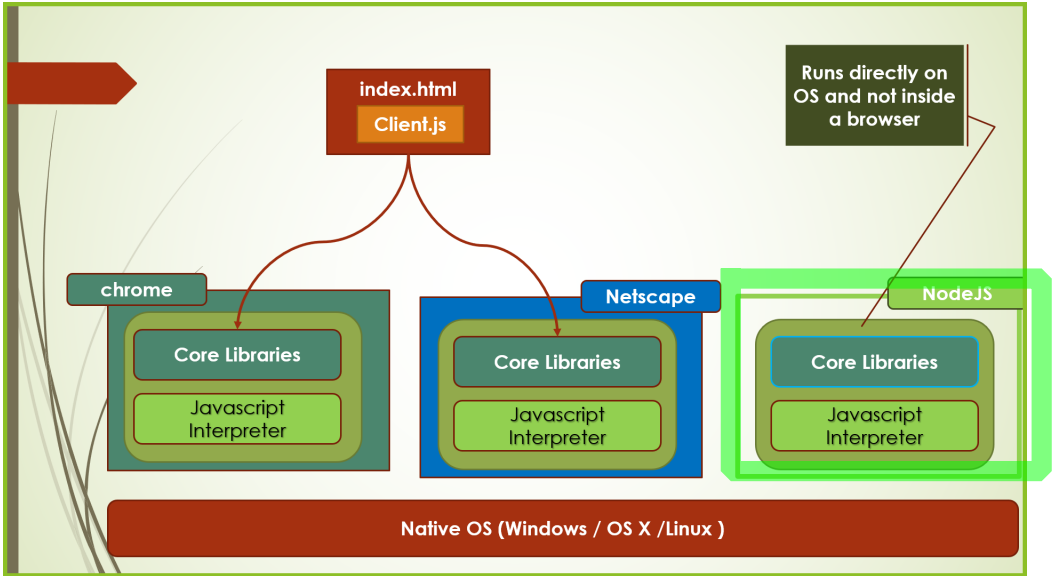 index.html
Client.js
Runs directly on
OS and not inside
a browser
chrome
Core Libraries
Javascript
Interpreter
Netscape
Core Libraries
Javascript
Interpreter
NodeJS
Core Libraries
Javascript
Interpreter
Native OS (Windows / OS X /Linux )